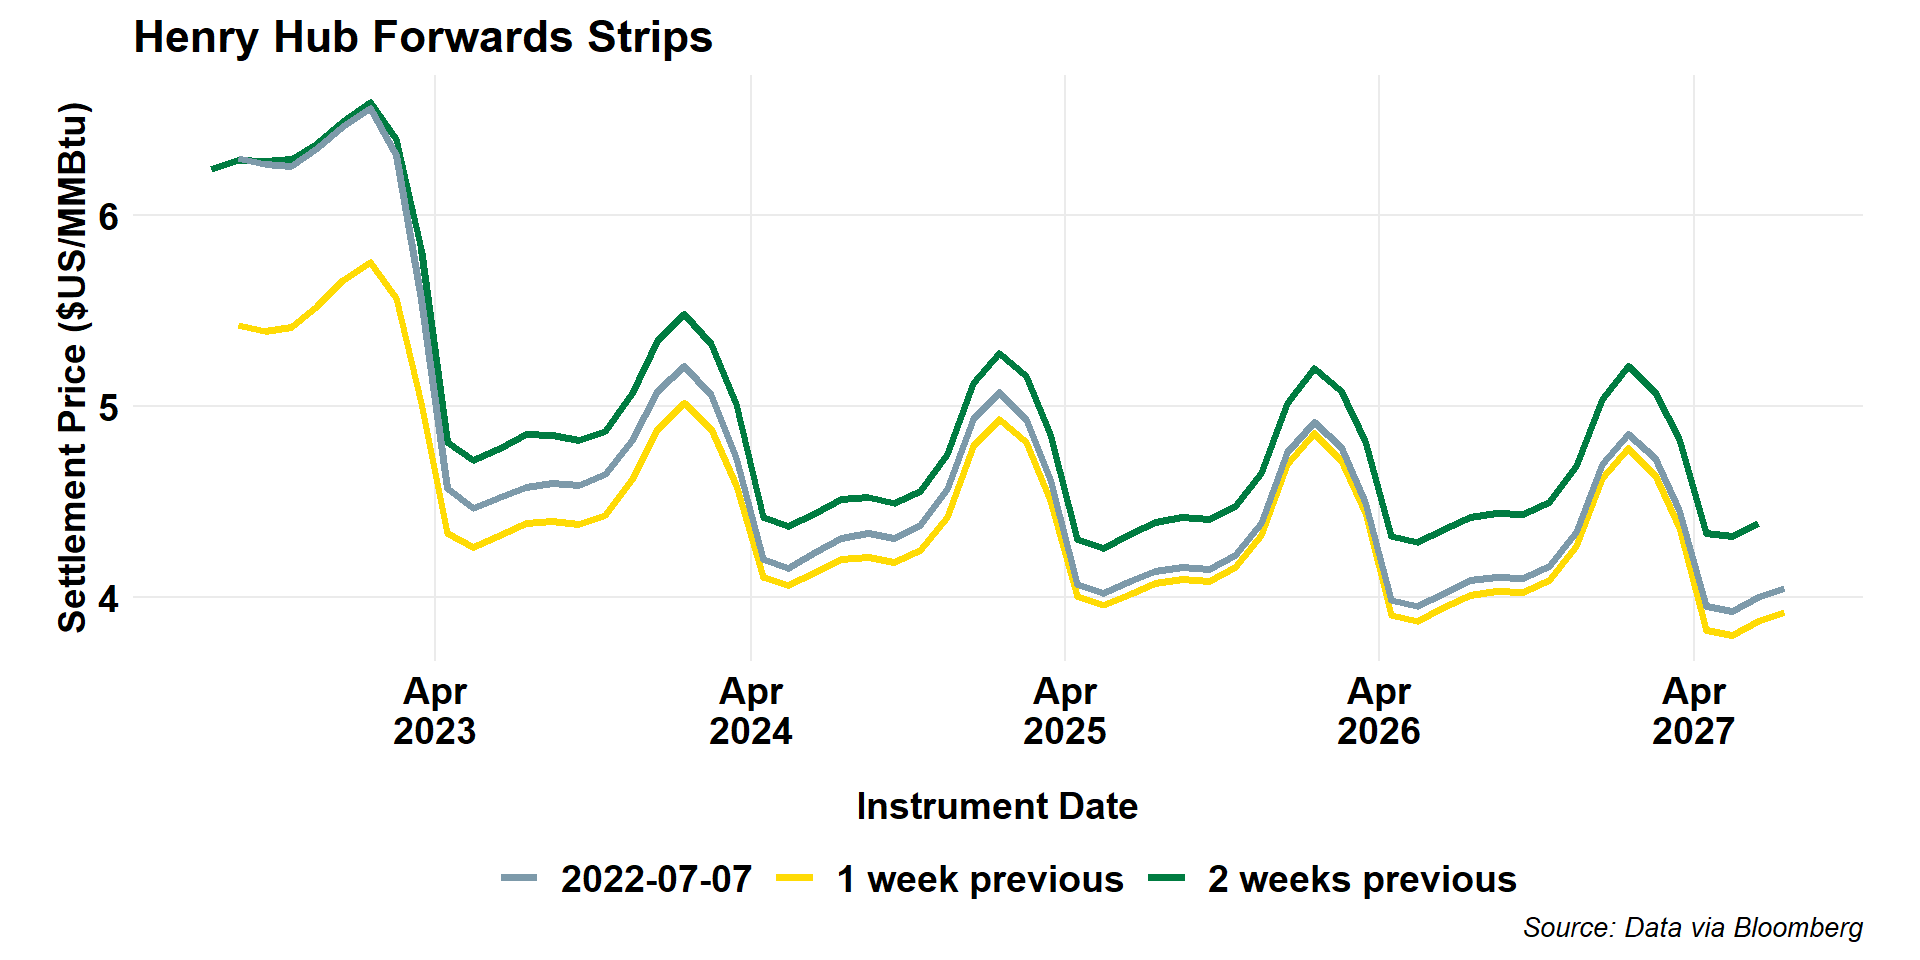 Henry Hub Forwards Strips
Settlement Price ($US/MMBtu)
6
5
4
Apr
2023
Apr
2024
Apr
2025
Apr
2026
Apr
2027
Instrument Date
2022-07-07
1 week previous
2 weeks previous
Source: Data via Bloomberg